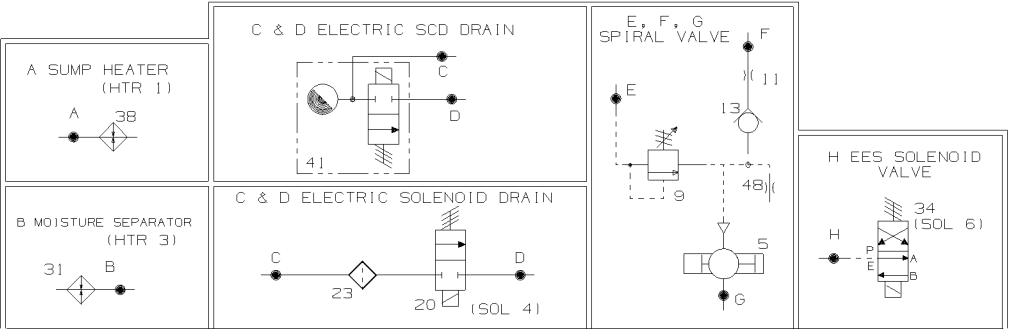 A SUMP HEATER
(HTR 1)
A
38
B MOISTURE SEPARATOR
(HTR 3)
31
B
C & D ELECTRIC SCD DRAIN
C
D
41
C & D ELECTRIC SOLENOID DRAIN
C
D
23
20
(SOL 4)
E, F, G
SPIRAL VALVE
F
E
11
13
9
48
5
G
H EES SOLENOID
VALVE
34
(SOL 6)
H
P
A
E
B